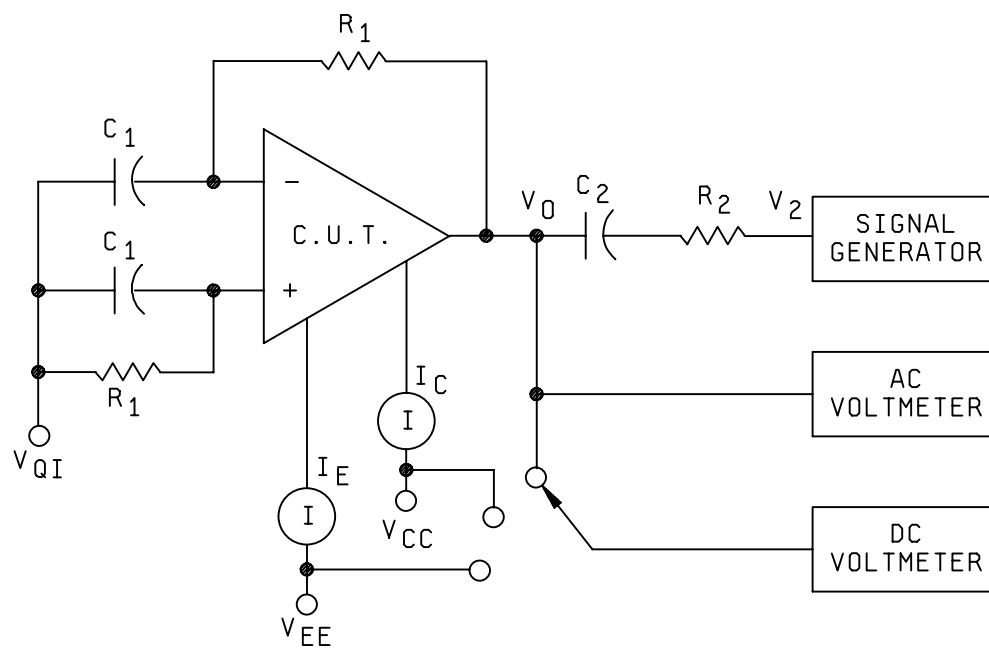 R1
C1
−
C.U.T.
VO
C2
R2
V2
SIGNAL
GENERATOR
C1
+
R1
VQI
IC
I
AC
VOLTMETER
IE
I
VCC
DC
VOLTMETER
VEE